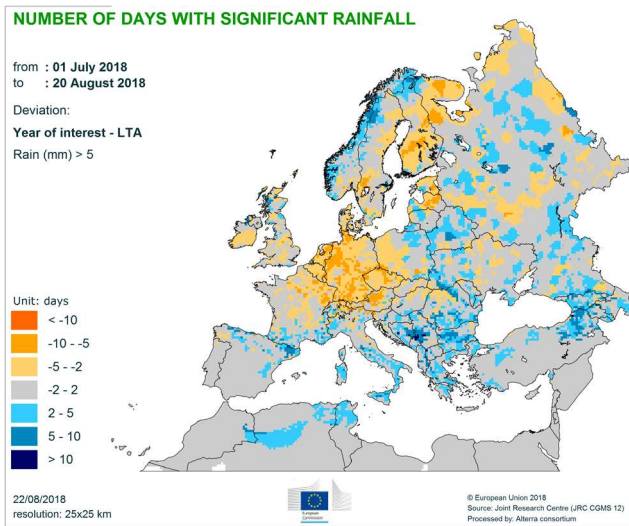 NUMBER OF DAYS WITH SIGNIFICANT RAINFALL
from : 01 July 2018
to : 20 August 2018
Deviation:
Year of interest - LTA
Rain (mm) > 5
Unit: days
< -10
-10 - -5
-5 - -2
-2 - 2
2 - 5
5 - 10
> 10
22/08/2018
resolution: 25x25 km
European
Commission
© European Union 2018
Source: Joint Research Centre (JRC CGMS 12)
Processed by: Alterra consortium